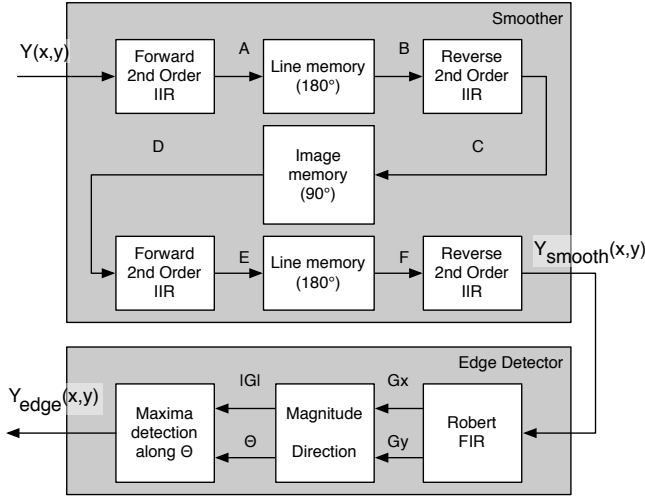 Smoother
Y(x,y)
Forward
2nd Order
IIR
A
Line memory
(180°)
B
Reverse
2nd Order
IIR
D
Image
memory
(90°)
C
Forward
2nd Order
IIR
E
Line memory
(180°)
F
Reverse
2nd Order
IIR
Ysmooth(x,y)
Edge Detector
Yedge(x,y)
Maxima
detection
along Θ
|G|
Θ
Magnitude
Direction
Gx
Gy
Robert
FIR